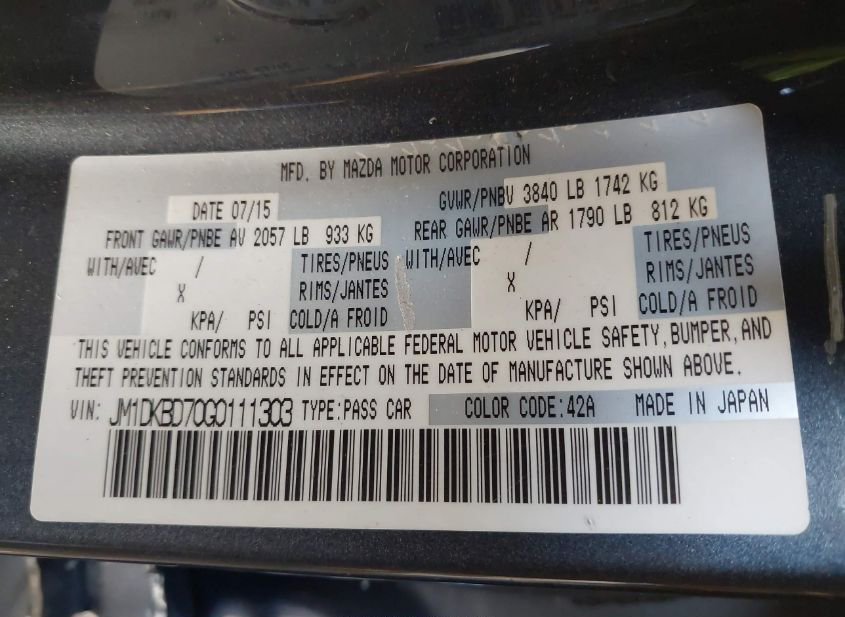 MFD. BY MAZDA MOTOR CORPORATION
DATE 07/15 GVWR/PNBV 3840 LB 1742 KG
FRONT GAWR/PNBE AV 2057 LB 933 KG REAR GAWR/PNBE AR 1790 LB 812 KG
WITH/AVEC / TIRES/PNEUS WITH/AVEC / TIRES/PNEUS
X RIMS/JANTES X RIMS/JANTES
KPA/ PSI COLD/A FROID KPA/ PSI COLD/A FROID
THIS VEHICLE CONFORMS TO ALL APPLICABLE FEDERAL MOTOR VEHICLE SAFETY, BUMPER, AND
THEFT PREVENTION STANDARDS IN EFFECT ON THE DATE OF MANUFACTURE SHOWN ABOVE.
VIN: JM1DKBD70G0111303 TYPE:PASS CAR COLOR CODE:42A MADE IN JAPAN